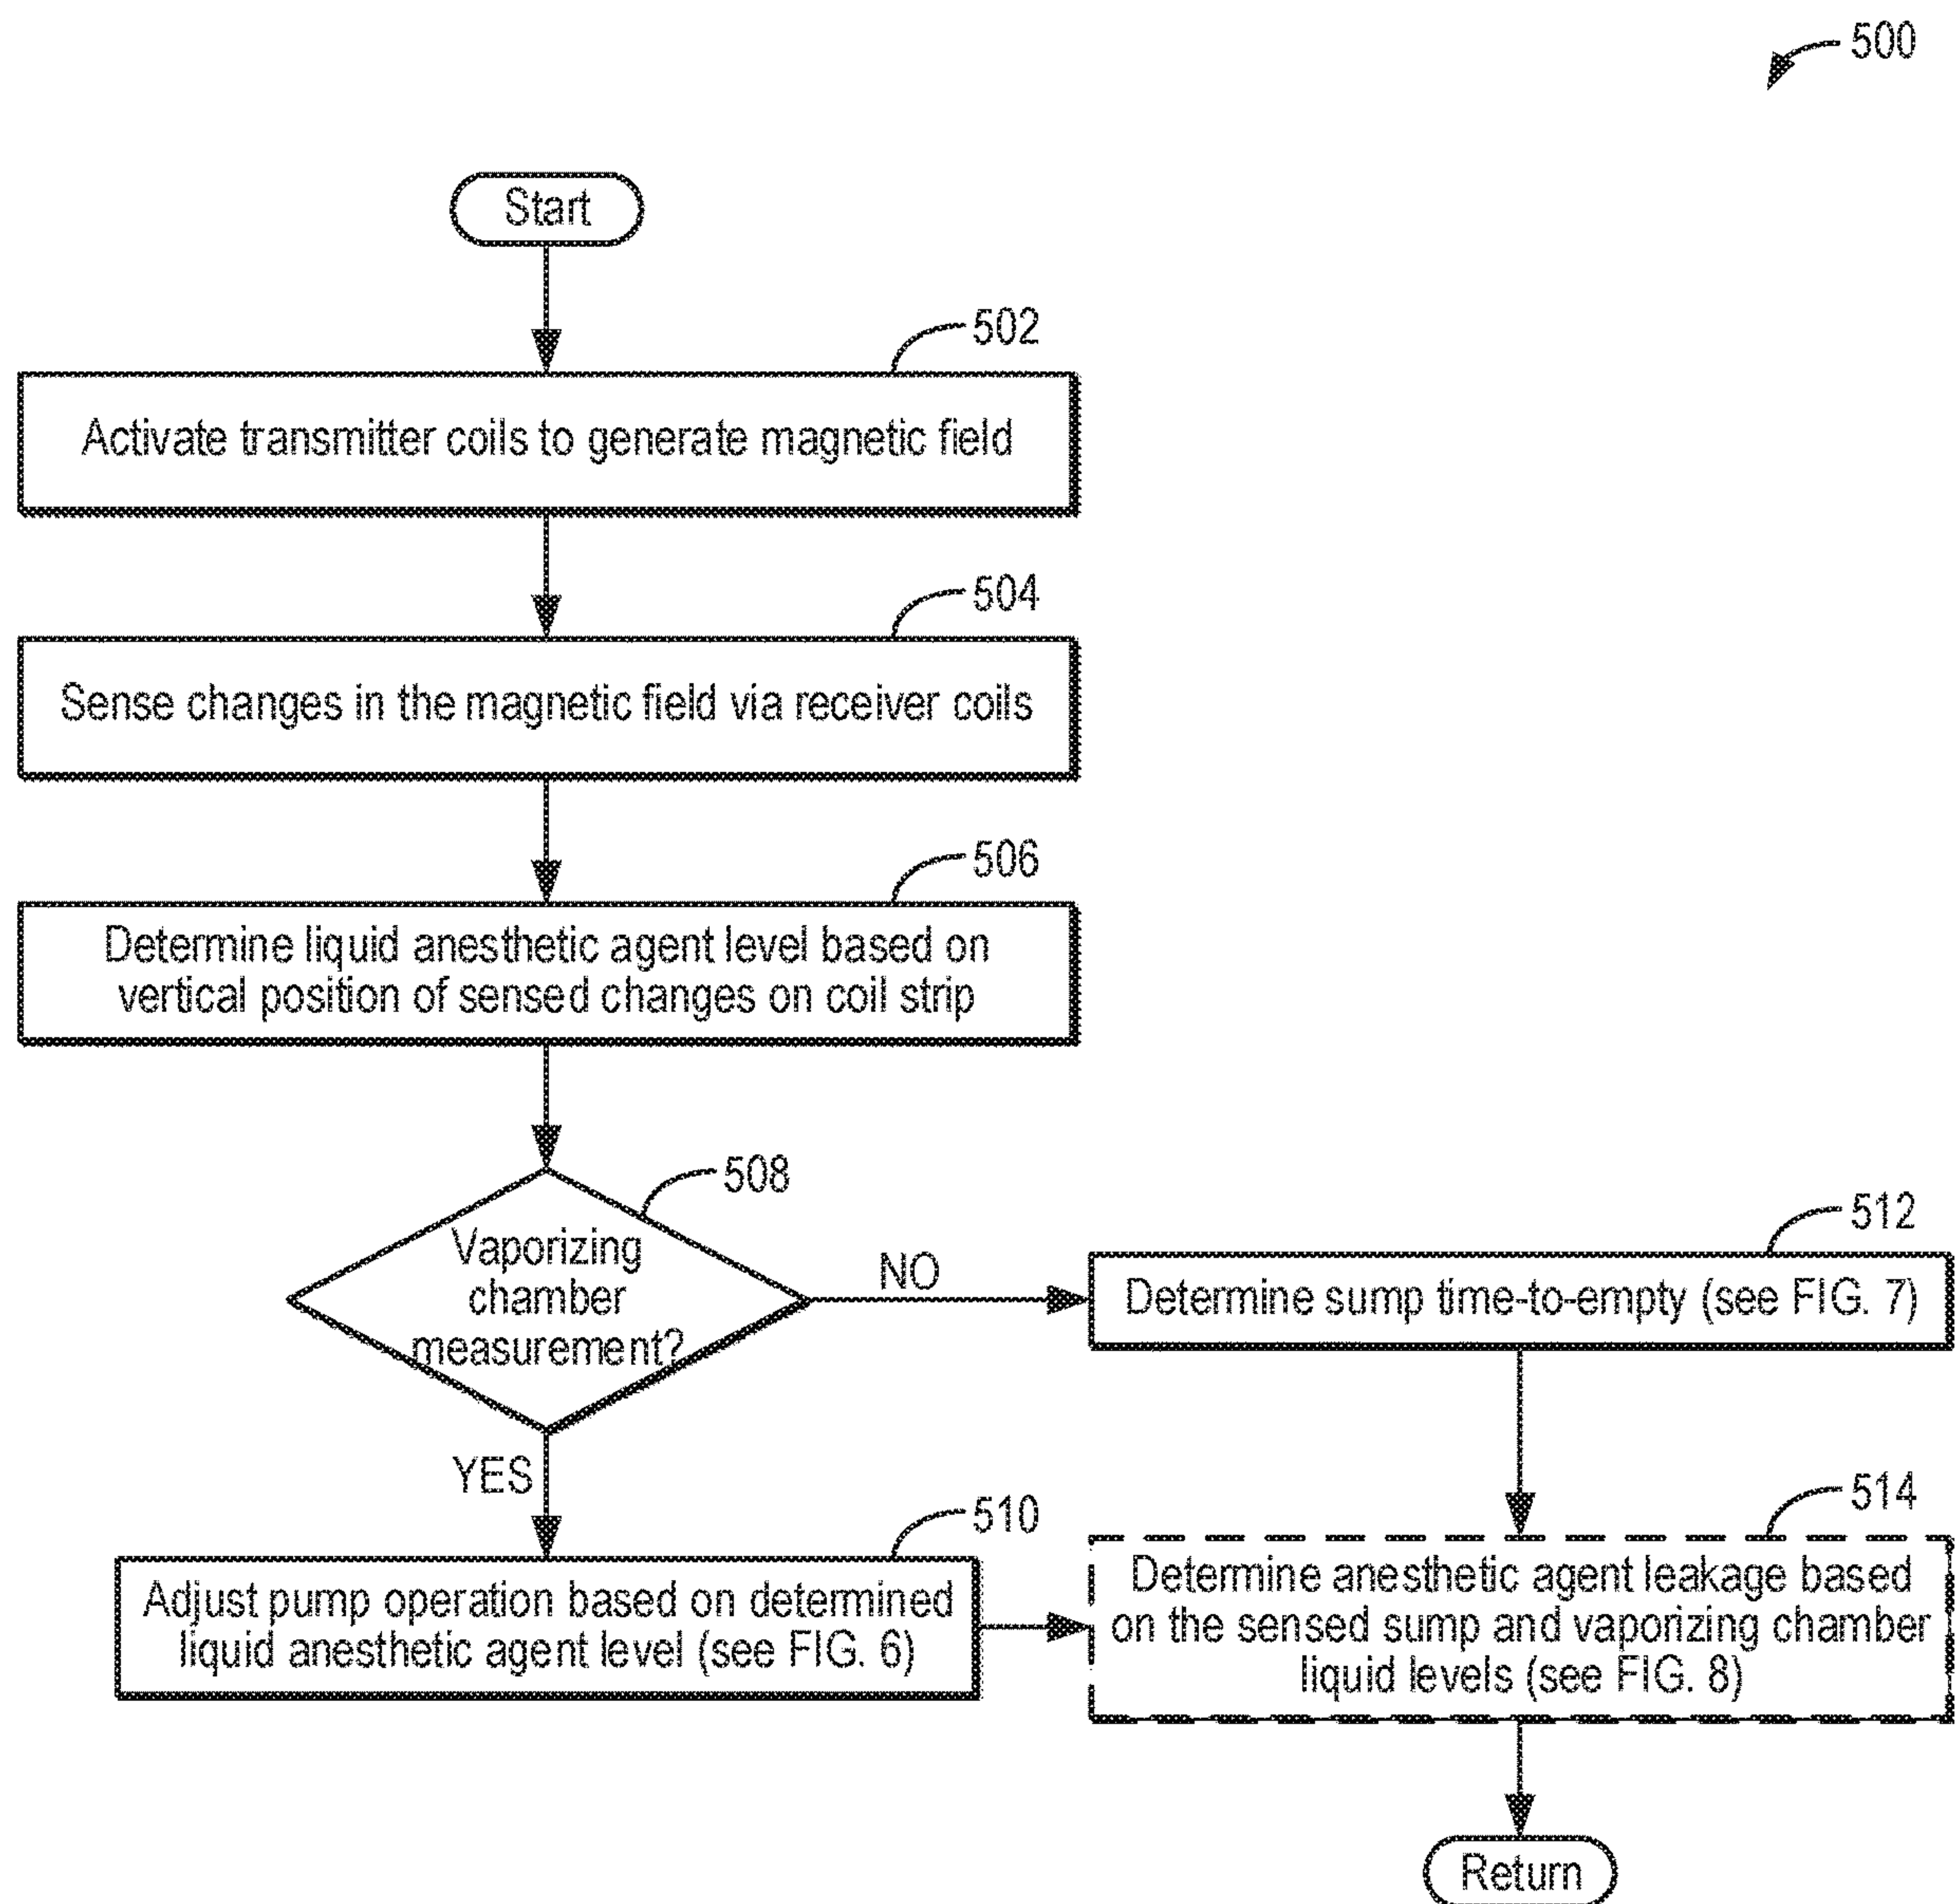 500
Start
502
Activate transmitter coils to generate magnetic field
504
Sense changes in the magnetic field via receiver coils
506
Determine liquid anesthetic agent level based on
vertical position of sensed changes on coil strip
508
Vaporizing
chamber
measurement?
NO
512
Determine sump time-to-empty (see FIG. 7)
YES
510
Adjust pump operation based on determined
liquid anesthetic agent level (see FIG. 6)
514
Determine anesthetic agent leakage based
on the sensed sump and vaporizing chamber
liquid levels (see FIG. 8)
Return